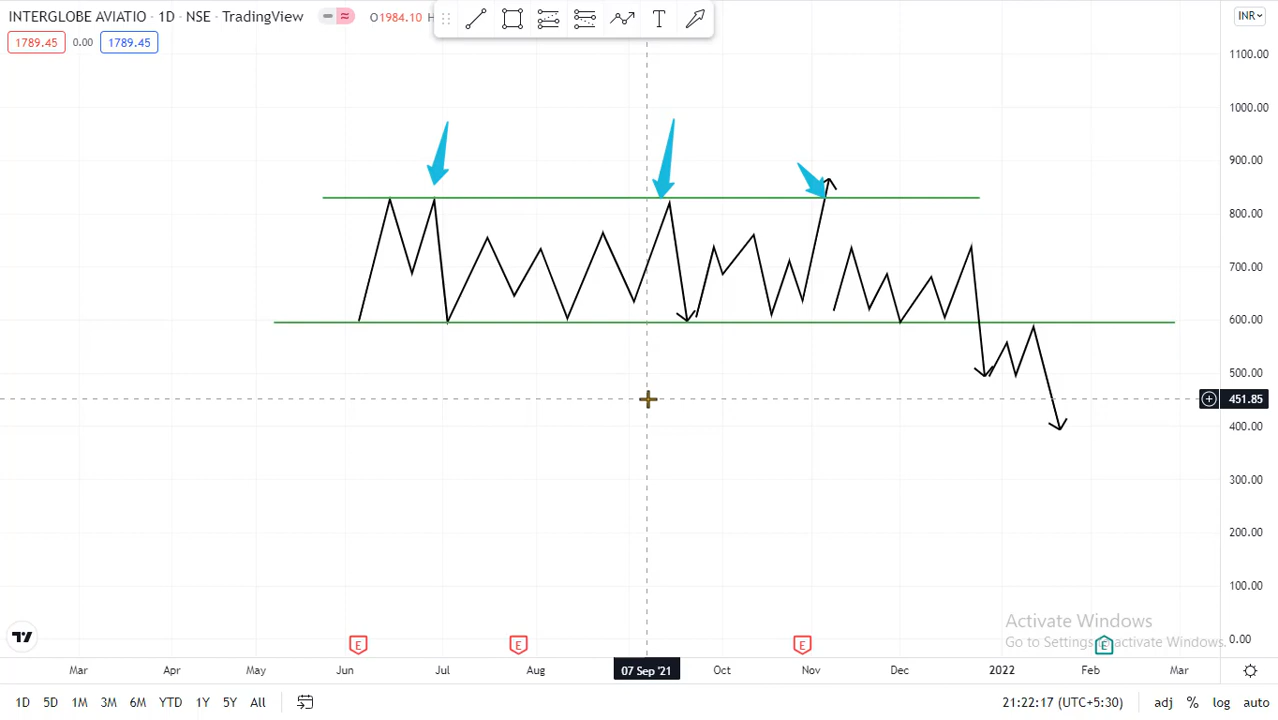 INTERGLOBE AVIATIO · 1D · NSE · TradingView
O1984.10 H
INR
1789.45 0.00 1789.45
T
1100.00
1000.00
900.00
800.00
700.00
600.00
500.00
451.85
400.00
300.00
200.00
100.00
0.00
E E E E
Activate Windows
Go to Settings to activate Windows.
Mar Apr May Jun Jul Aug 07 Sep '21 Oct Nov Dec 2022 Feb Mar
1D 5D 1M 3M 6M YTD 1Y 5Y All
21:22:17 (UTC+5:30) adj % log auto